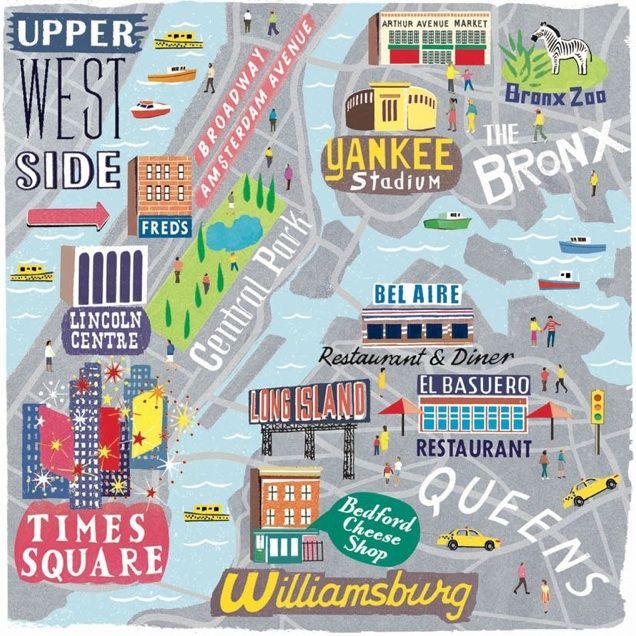 UPPER
WEST
SIDE
BROADWAY
AMSTERDAM AVENUE
ARTHUR AVENUE MARKET
Bronx Zoo
YANKEE
Stadium
THE
BRONX
FRED'S
Central Park
LINCOLN
CENTRE
BEL AIRE
Restaurant & Diner
LONG ISLAND
EL BASUERO
RESTAURANT
QUEENS
TIMES
SQUARE
Bedford
Cheese
Shop
Williamsburg